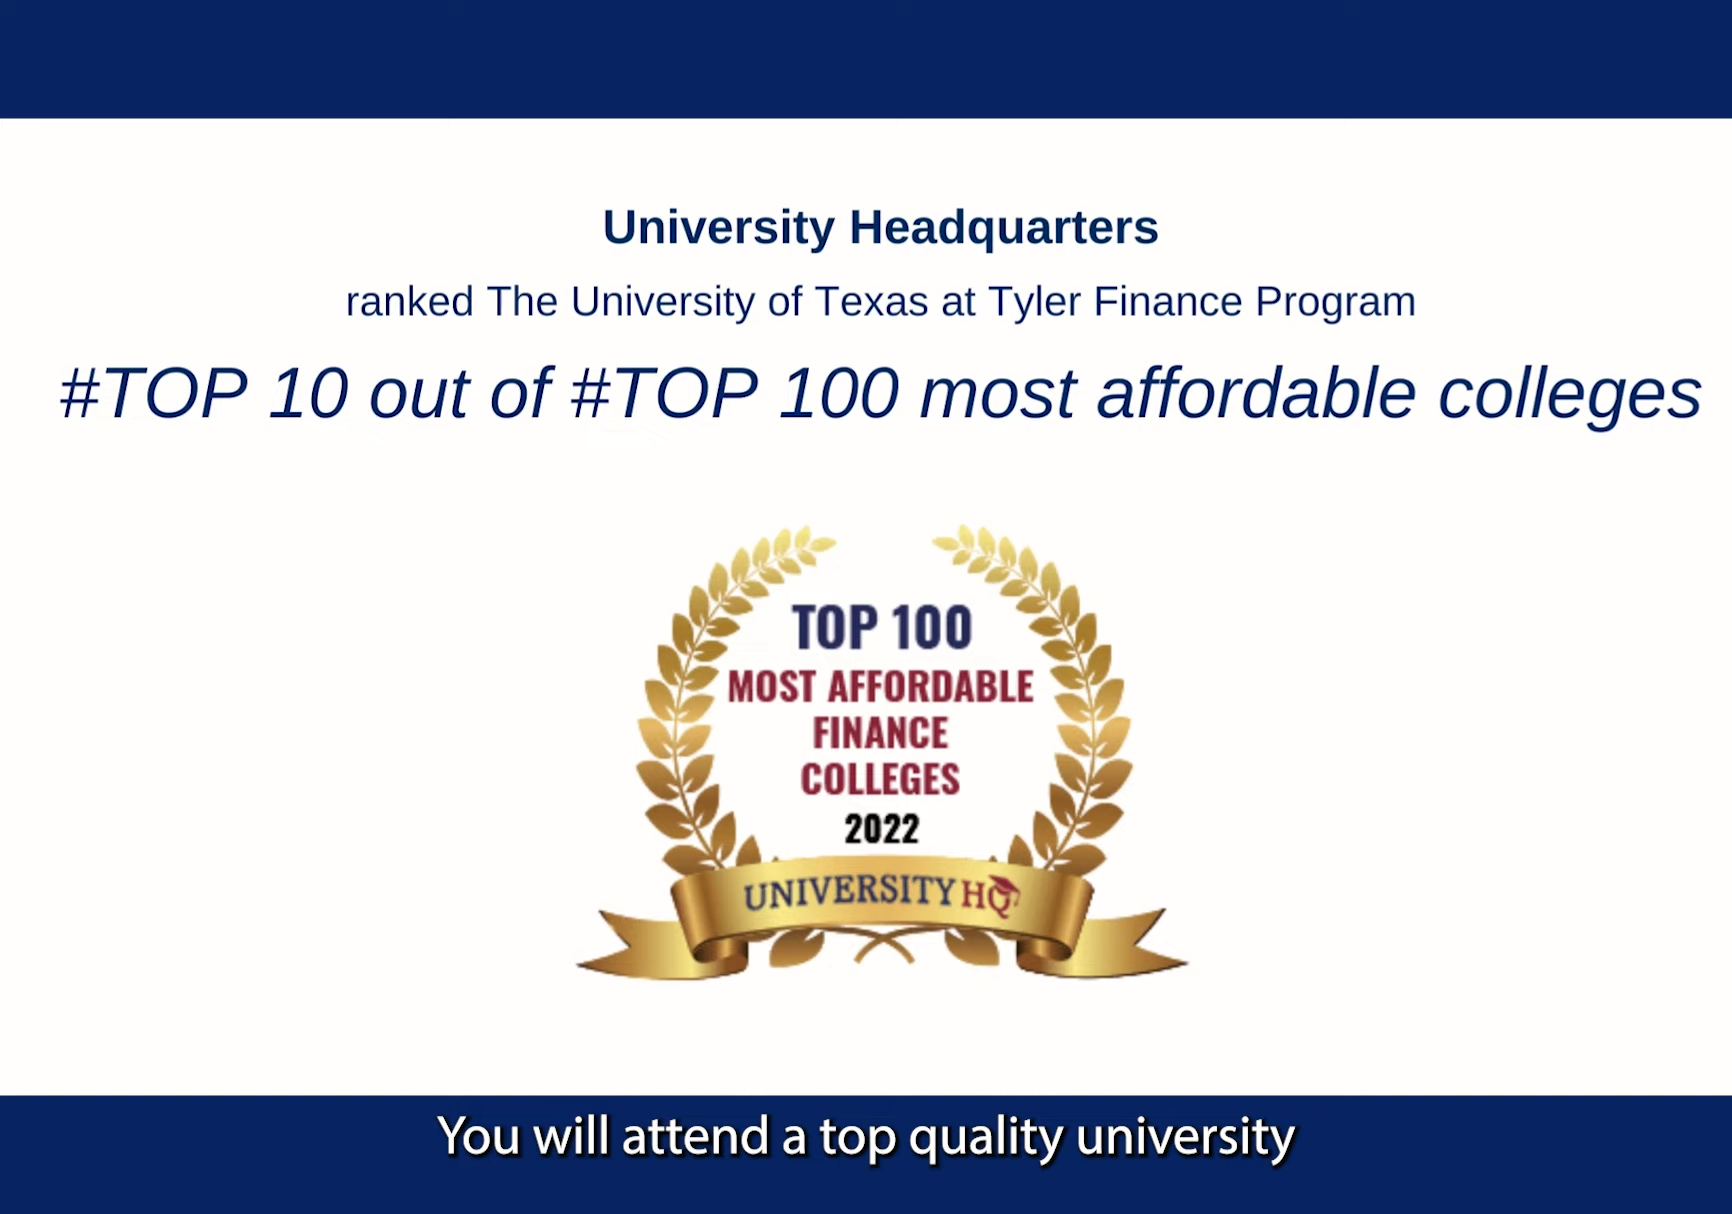 University Headquarters
ranked The University of Texas at Tyler Finance Program
#TOP 10 out of #TOP 100 most affordable colleges
TOP 100
MOST AFFORDABLE
FINANCE
COLLEGES
2022
UNIVERSITY HQ
You will attend a top quality university